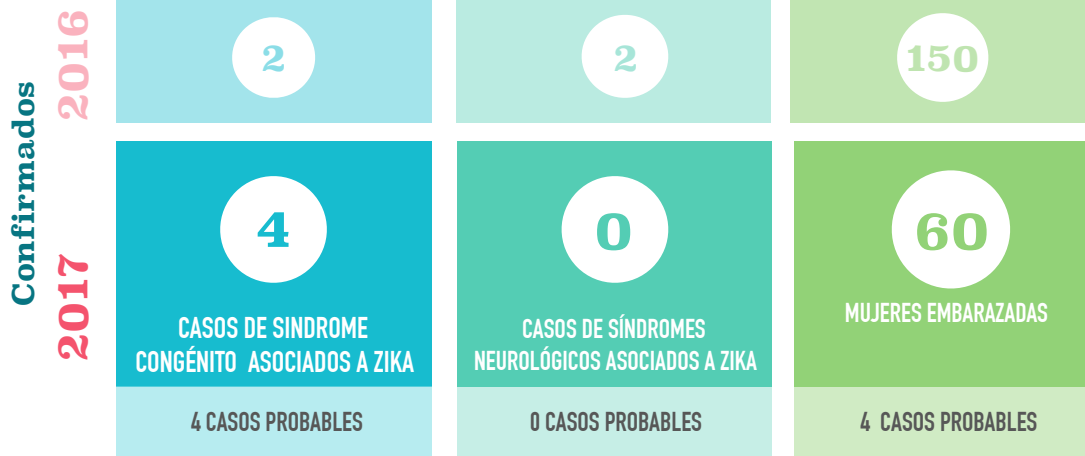 Confirmados
2016
2
2
150
2017
4
CASOS DE SINDROME
CONGÉNITO ASOCIADOS A ZIKA
4 CASOS PROBABLES
0
CASOS DE SÍNDROMES
NEUROLÓGICOS ASOCIADOS A ZIKA
0 CASOS PROBABLES
60
MUJERES EMBARAZADAS
4 CASOS PROBABLES